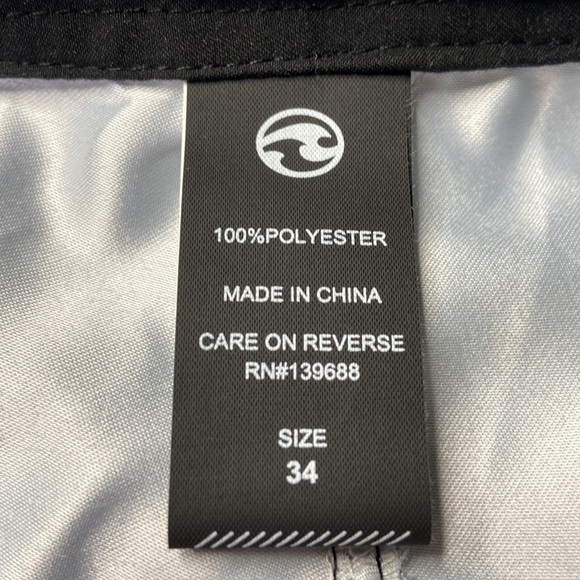 100%POLYESTER
MADE IN CHINA
CARE ON REVERSE
RN#139688
SIZE
34